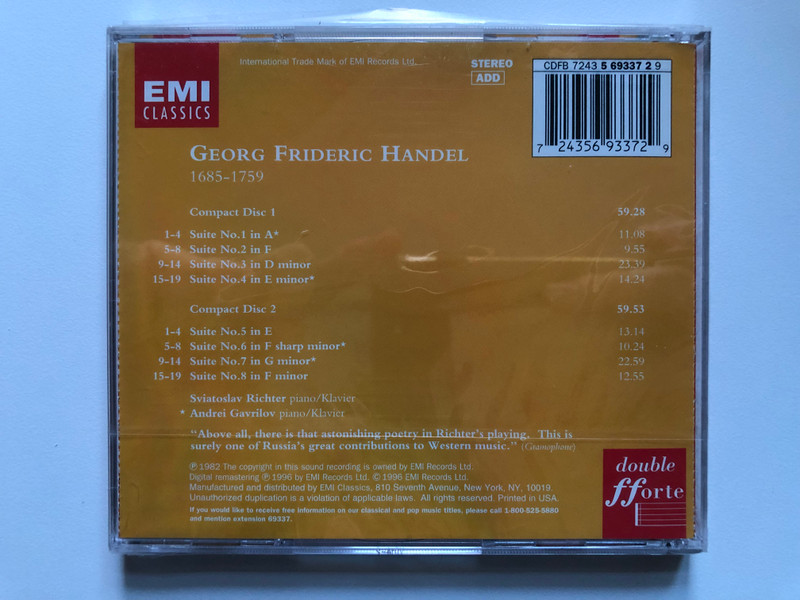 EMI
CLASSICS
International Trade Mark of EMI Records Ltd.
STEREO
ADD
CDFB 7243 5 69337 2 9
7 24356 93372 9
GEORG FRIDERIC HANDEL
1685-1759
Compact Disc 1 59.28
1-4 Suite No.1 in A* 11.08
5-8 Suite No.2 in F 9.55
9-14 Suite No.3 in D minor 23.39
15-19 Suite No.4 in E minor* 14.24
Compact Disc 2 59.53
1-4 Suite No.5 in E 13.14
5-8 Suite No.6 in F sharp minor* 10.24
9-14 Suite No.7 in G minor* 22.59
15-19 Suite No.8 in F minor 12.55
Sviatoslav Richter piano/Klavier
* Andrei Gavrilov piano/Klavier
“Above all, there is that astonishing poetry in Richter's playing. This is
surely one of Russia's great contributions to Western music.” (Gramophone)
℗ 1982 The copyright in this sound recording is owned by EMI Records Ltd.
Digital remastering ℗ 1996 by EMI Records Ltd. © 1996 EMI Records Ltd.
Manufactured and distributed by EMI Classics, 810 Seventh Avenue, New York, NY, 10019.
Unauthorized duplication is a violation of applicable laws. All rights reserved. Printed in USA.
If you would like to receive free information on our classical and pop music titles, please call 1-800-525-5880
and mention extension 69337.
double
fforte